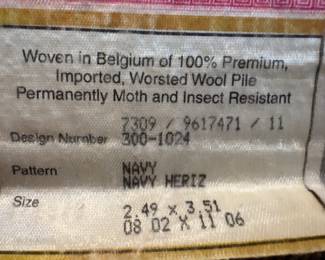 Woven in Belgium of 100% Premium,
Imported, Worsted Wool Pile
Permanently Moth and Insect Resistant
7309 / 9617471 / 11
Design Number 300-1024
Pattern NAVY
NAVY HERIZ
Size 2.49 x 3.51
08 02 X 11 06